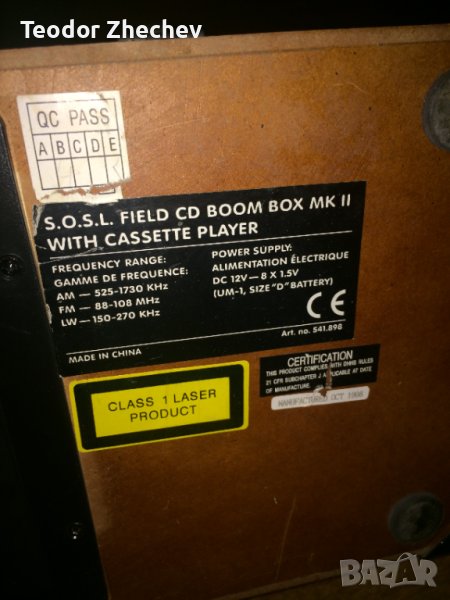 Teodor Zhechev
QC PASS
A B C D E
S.O.S.L. FIELD CD BOOM BOX MK II
WITH CASSETTE PLAYER
FREQUENCY RANGE:
GAMME DE FREQUENCE:
AM – 525-1730 KHz
FM – 88-108 MHz
LW – 150-270 KHz
POWER SUPPLY:
ALIMENTATION ÉLECTRIQUE
DC 12V – 8 X 1.5V
(UM-1, SIZE "D" BATTERY)
CE
Art. no. 541.896
MADE IN CHINA
CERTIFICATION
THIS PRODUCT COMPLIES WITH DHHS RULES
21 CFR SUBCHAPTER J APPLICABLE AT DATE
OF MANUFACTURE.
MANUFACTURED OCT 1998
CLASS 1 LASER
PRODUCT
BAZAR